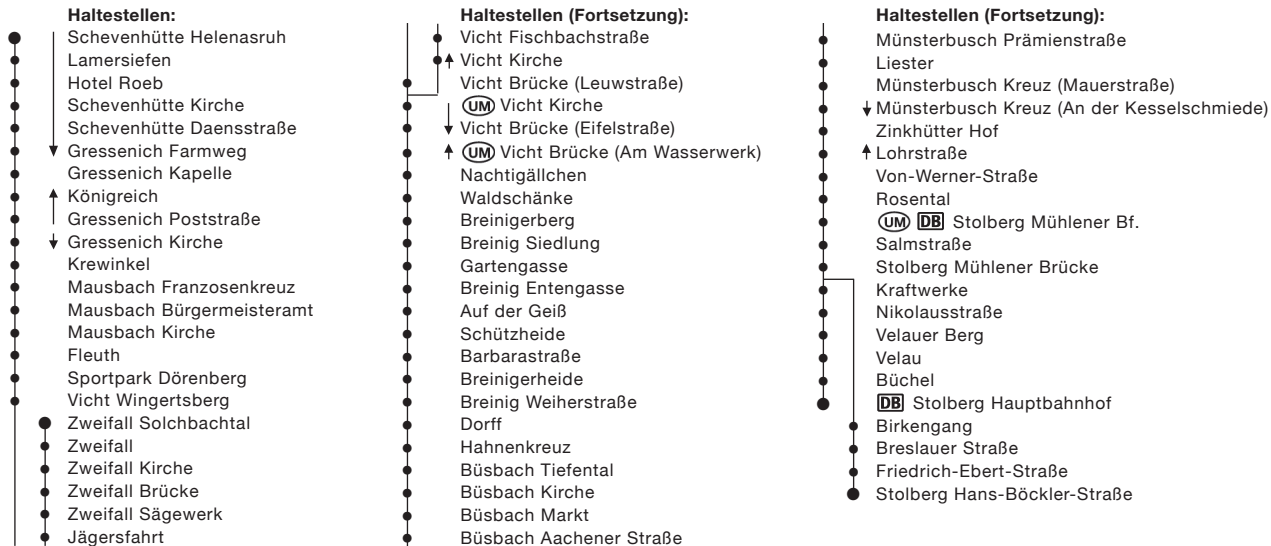 Haltestellen:
Schevenhütte Helenasruh
Lamersiefen
Hotel Roeb
Schevenhütte Kirche
Schevenhütte Daensstraße
Gressenich Farmweg
Gressenich Kapelle
Königreich
Gressenich Poststraße
Gressenich Kirche
Krewinkel
Mausbach Franzosenkreuz
Mausbach Bürgermeisteramt
Mausbach Kirche
Fleuth
Sportpark Dörenberg
Vicht Wingertsberg
Zweifall Solchbachtal
Zweifall
Zweifall Kirche
Zweifall Brücke
Zweifall Sägewerk
Jägersfahrt
Haltestellen (Fortsetzung):
Vicht Fischbachstraße
Vicht Kirche
Vicht Brücke (Leuwstraße)
UM Vicht Kirche
Vicht Brücke (Eifelstraße)
UM Vicht Brücke (Am Wasserwerk)
Nachtigällchen
Waldschänke
Breinigerberg
Breinig Siedlung
Gartengasse
Breinig Entengasse
Auf der Geiß
Schützheide
Barbarastraße
Breinigerheide
Breinig Weiherstraße
Dorff
Hahnenkreuz
Büsbach Tiefental
Büsbach Kirche
Büsbach Markt
Büsbach Aachener Straße
Haltestellen (Fortsetzung):
Münsterbusch Prämienstraße
Liester
Münsterbusch Kreuz (Mauerstraße)
Münsterbusch Kreuz (An der Kesselschmiede)
Zinkhütter Hof
Lohrstraße
Von-Werner-Straße
Rosental
UM DB Stolberg Mühlener Bf.
Salmstraße
Stolberg Mühlener Brücke
Kraftwerke
Nikolausstraße
Velauer Berg
Velau
Büchel
DB Stolberg Hauptbahnhof
Birkengang
Breslauer Straße
Friedrich-Ebert-Straße
Stolberg Hans-Böckler-Straße